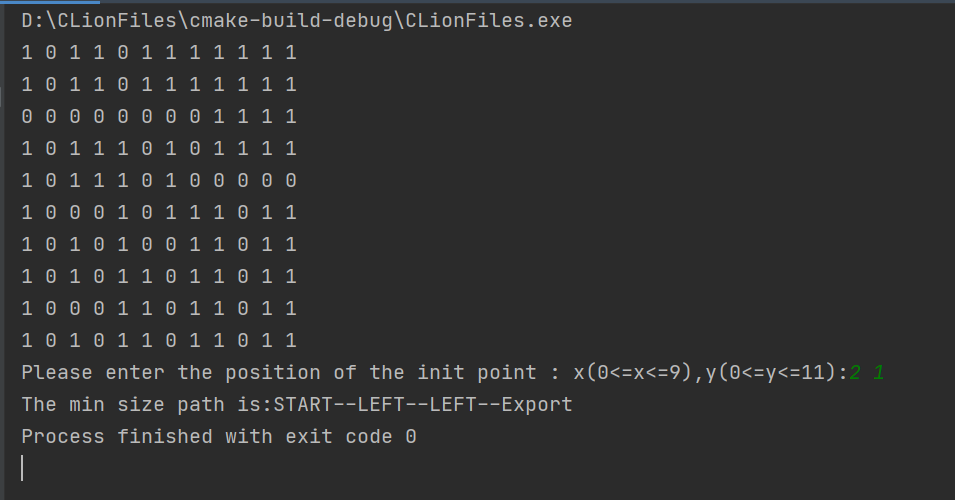 D:\CLionFiles\cmake-build-debug\CLionFiles.exe
1 0 1 1 0 1 1 1 1 1 1 1
1 0 1 1 0 1 1 1 1 1 1 1
0 0 0 0 0 0 0 0 1 1 1 1
1 0 1 1 1 0 1 0 1 1 1 1
1 0 1 1 1 0 1 0 0 0 0 0
1 0 0 0 1 0 1 1 1 0 1 1
1 0 1 0 1 0 0 1 1 0 1 1
1 0 1 0 1 1 0 1 1 0 1 1
1 0 0 0 1 1 0 1 1 0 1 1
1 0 1 0 1 1 0 1 1 0 1 1
Please enter the position of the init point : x(0<=x<=9),y(0<=y<=11):2 1
The min size path is:START--LEFT--LEFT--Export
Process finished with exit code 0